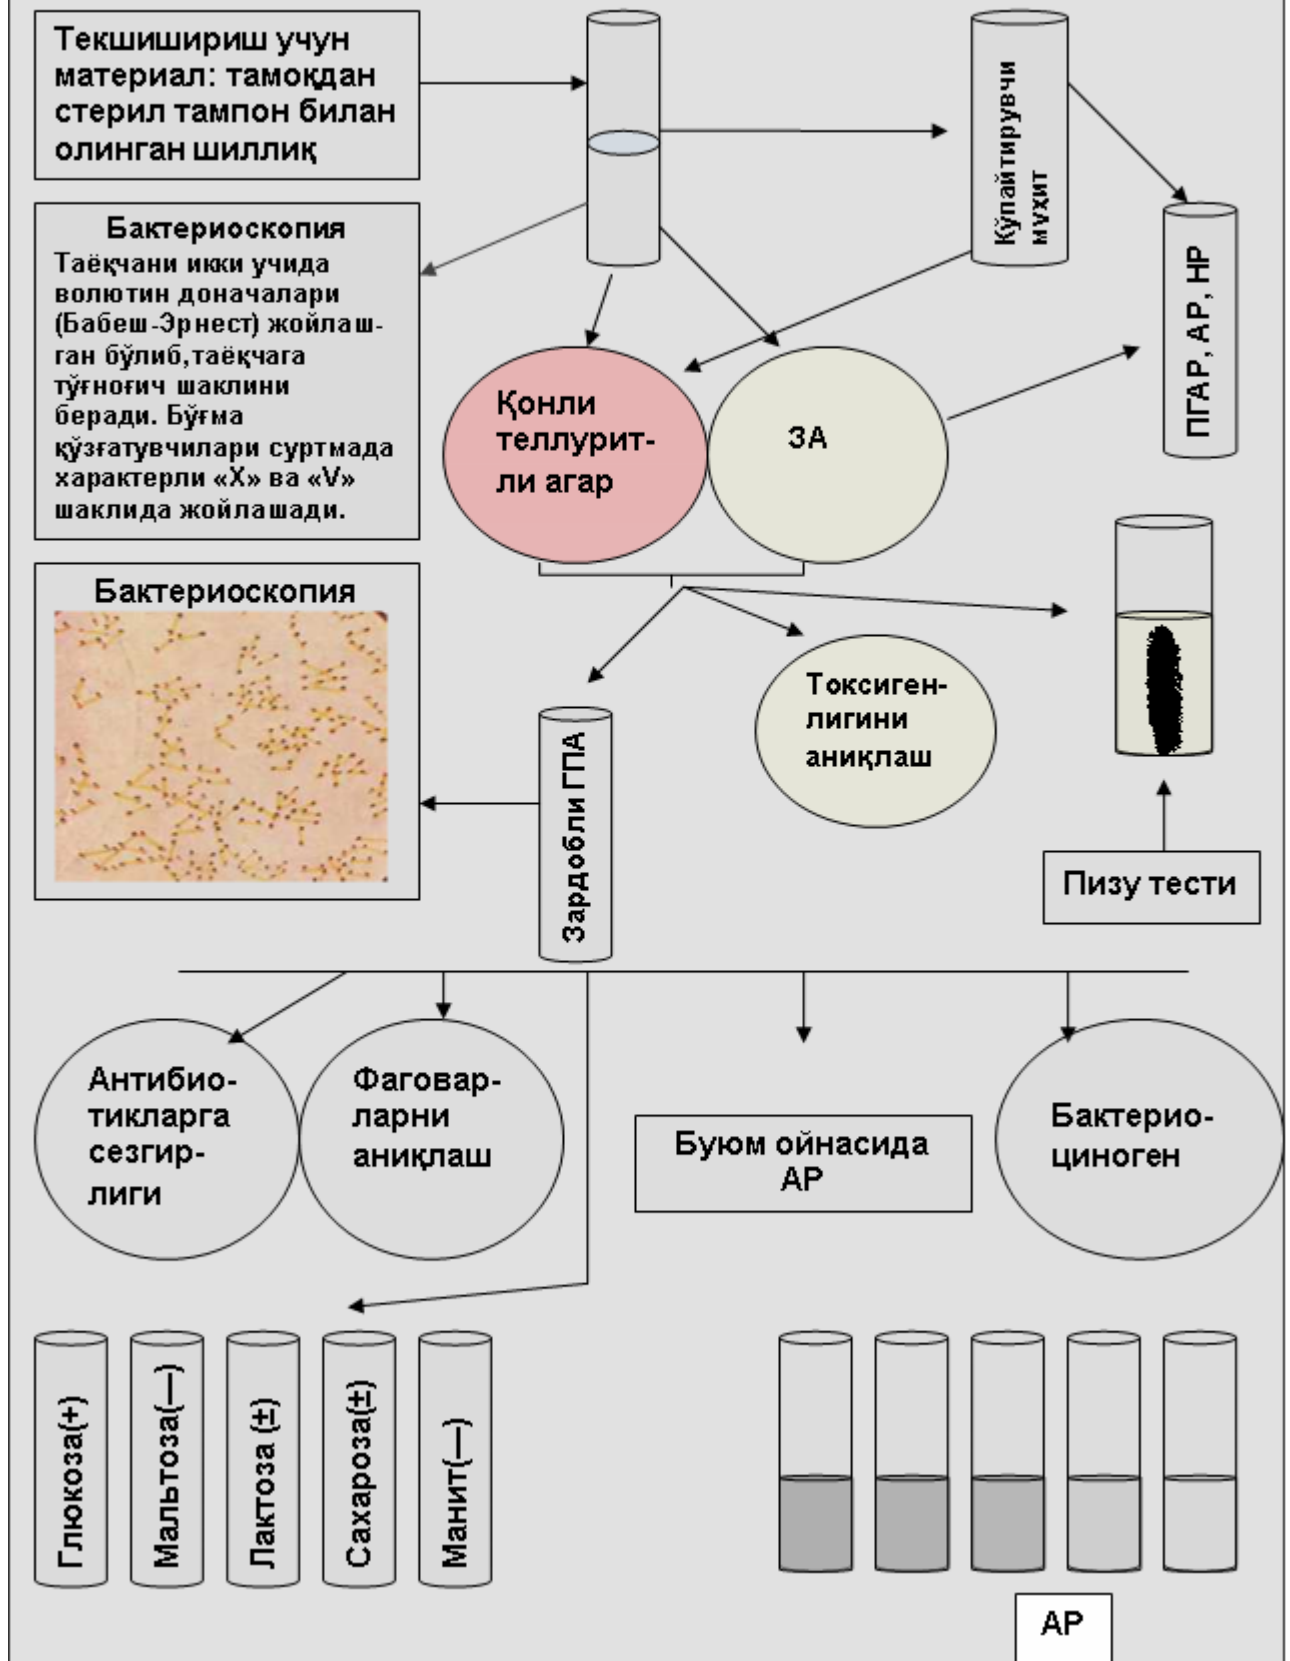 Текшишириш учун
материал: тамоқдан
стерил тампон билан
олинган шиллиқ
Кўпайтирувчи
муҳит
Бактериоскопия
Таёқчани икки учида
волютин доначалари
(Бабеш-Эрнест) жойлаш-
ган бўлиб,таёқчага
тўғноғич шаклини
беради. Бўғма
қўзғатувчилари суртмада
характерли «Х» ва «V»
шаклида жойлашади.
ПГАР, АР, НР
Қонли
теллурит-
ли агар
ЗА
Бактериоскопия
Токсиген-
лигини
аниқлаш
Зардобли ГПА
Пизу тести
Антибио-
тикларга
сезгир-
лиги
Фаговар-
ларни
аниқлаш
Буюм ойнасида
АР
Бактерио-
циноген
Глюкоза(+)
Мальтоза(—)
Лактоза (±)
Сахароза(±)
Манит(—)
АР